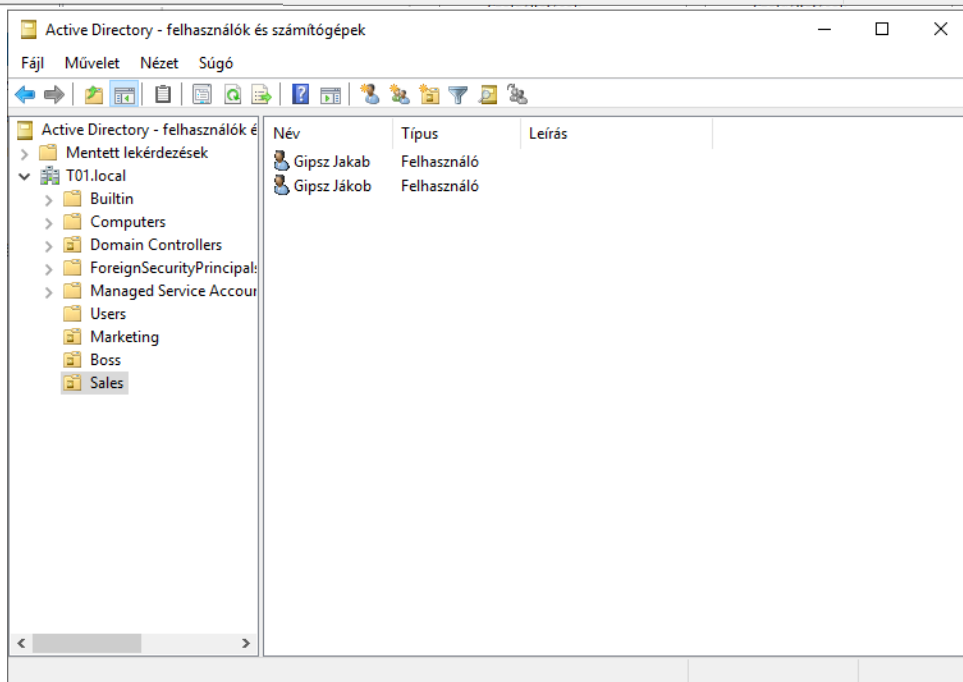 Active Directory - felhasználók és számítógépek
Fájl Művelet Nézet Súgó
Active Directory - felhasználók é
Mentett lekérdezések
T01.local
Builtin
Computers
Domain Controllers
ForeignSecurityPrincipals
Managed Service Accour
Users
Marketing
Boss
Sales
Név Típus Leírás
Gipsz Jakab Felhasználó
Gipsz Jákob Felhasználó